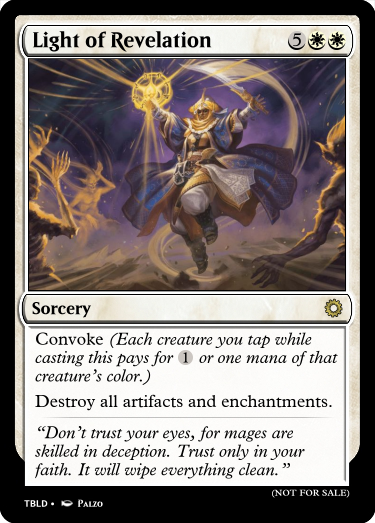 Light of Revelation 5
Sorcery
Convoke (Each creature you tap while
casting this pays for 1 or one mana of that
creature's color.)
Destroy all artifacts and enchantments.
"Don't trust your eyes, for mages are
skilled in deception. Trust only in your
faith. It will wipe everything clean."
(NOT FOR SALE)
TBLD • Palzo